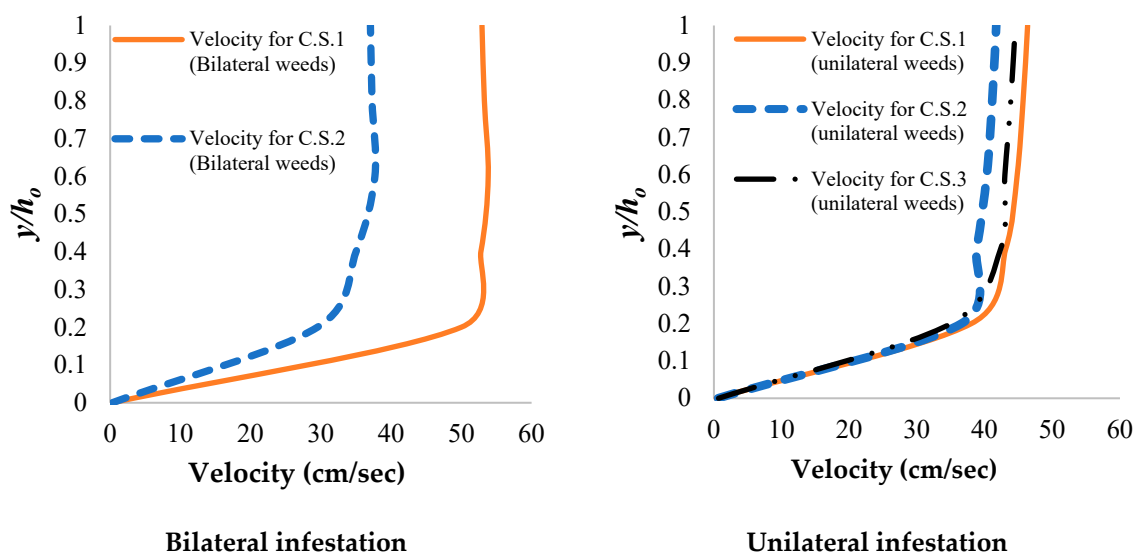 1
0.9
0.8
0.7
0.6
0.5
0.4
0.3
0.2
0.1
0
y/ho
Velocity for C.S.1
(Bilateral weeds)
Velocity for C.S.2
(Bilateral weeds)
0 10 20 30 40 50 60
Velocity (cm/sec)
Bilateral infestation
1
0.9
0.8
0.7
0.6
0.5
0.4
0.3
0.2
0.1
0
y/ho
Velocity for C.S.1
(unilateral weeds)
Velocity for C.S.2
(unilateral weeds)
Velocity for C.S.3
(unilateral weeds)
0 10 20 30 40 50 60
Velocity (cm/sec)
Unilateral infestation